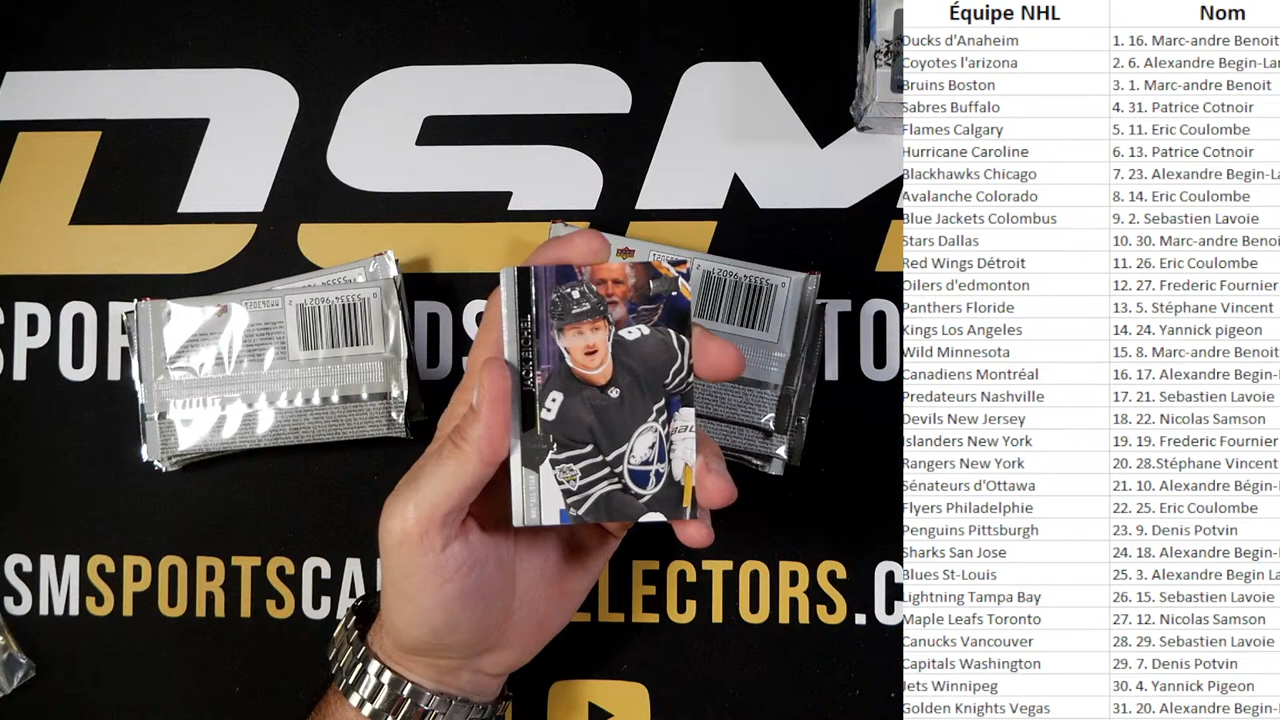 DSM
SPOR
DS
TO
SMSPORTSCA
LLECTORS.C
JACK EICHEL
9
9
Équipe NHL Nom
Ducks d'Anaheim 1. 16. Marc-andre Benoit
Coyotes l'arizona 2. 6. Alexandre Begin-La
Bruins Boston 3. 1. Marc-andre Benoit
Sabres Buffalo 4. 31. Patrice Cotnoir
Flames Calgary 5. 11. Eric Coulombe
Hurricane Caroline 6. 13. Patrice Cotnoir
Blackhawks Chicago 7. 23. Alexandre Begin-La
Avalanche Colorado 8. 14. Eric Coulombe
Blue Jackets Colombus 9. 2. Sebastien Lavoie
Stars Dallas 10. 30. Marc-andre Benoi
Red Wings Détroit 11. 26. Eric Coulombe
Oilers d'edmonton 12. 27. Frederic Fournier
Panthers Floride 13. 5. Stéphane Vincent
Kings Los Angeles 14. 24. Yannick pigeon
Wild Minnesota 15. 8. Marc-andre Benoit
Canadiens Montréal 16. 17. Alexandre Begin-L
Predateurs Nashville 17. 21. Sebastien Lavoie
Devils New Jersey 18. 22. Nicolas Samson
Islanders New York 19. 19. Frederic Fournier
Rangers New York 20. 28.Stéphane Vincent
Sénateurs d'Ottawa 21. 10. Alexandre Bégin-L
Flyers Philadelphie 22. 25. Eric Coulombe
Penguins Pittsburgh 23. 9. Denis Potvin
Sharks San Jose 24. 18. Alexandre Begin-L
Blues St-Louis 25. 3. Alexandre Begin La
Lightning Tampa Bay 26. 15. Sebastien Lavoie
Maple Leafs Toronto 27. 12. Nicolas Samson
Canucks Vancouver 28. 29. Sebastien Lavoie
Capitals Washington 29. 7. Denis Potvin
Jets Winnipeg 30. 4. Yannick Pigeon
Golden Knights Vegas 31. 20. Alexandre Begin-L